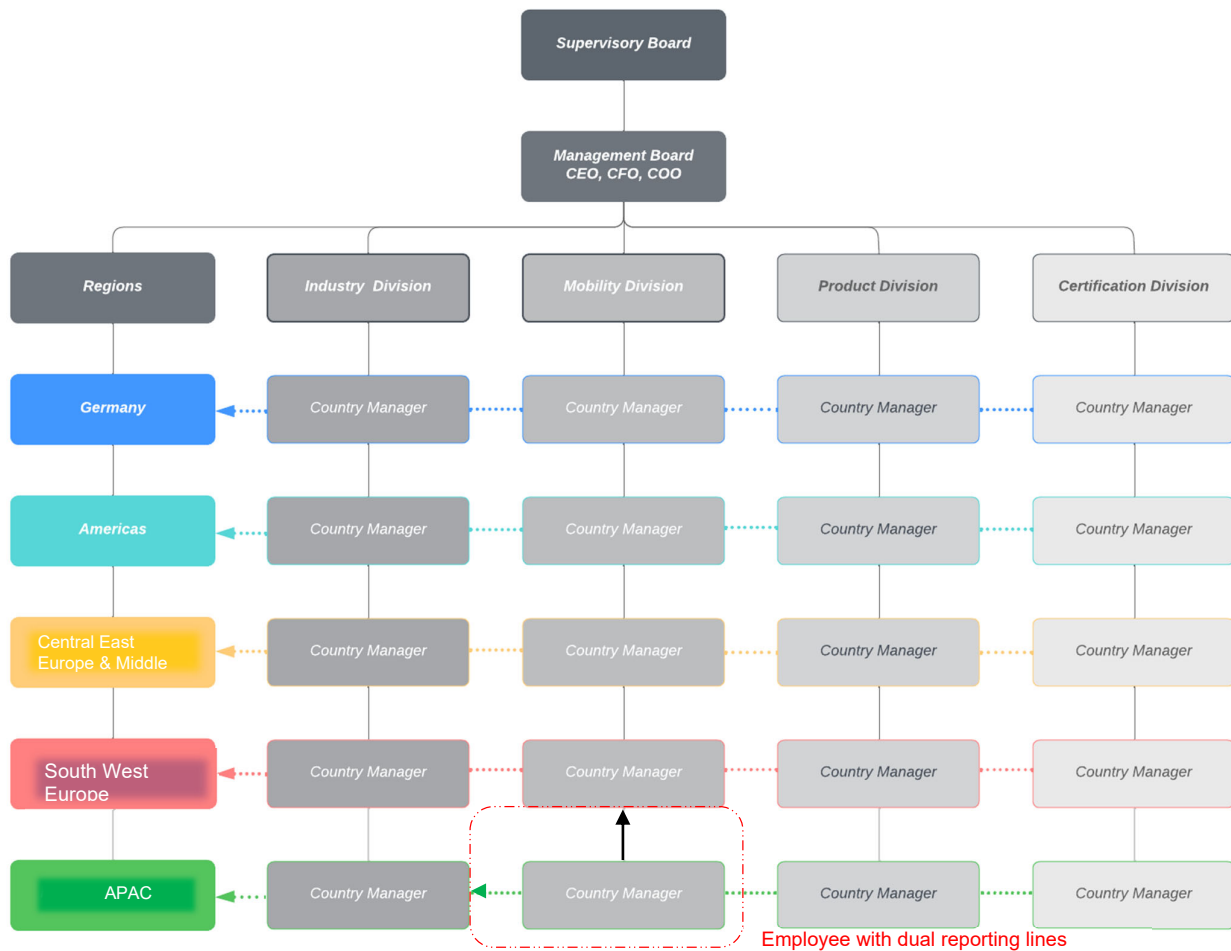 Supervisory Board
Management Board
CEO, CFO, COO
Regions
Industry Division
Mobility Division
Product Division
Certification Division
Germany
Country Manager
Country Manager
Country Manager
Country Manager
Americas
Country Manager
Country Manager
Country Manager
Country Manager
Central East
Europe & Middle
Country Manager
Country Manager
Country Manager
Country Manager
South West
Europe
Country Manager
Country Manager
Country Manager
Country Manager
APAC
Country Manager
Country Manager
Country Manager
Country Manager
Employee with dual reporting lines